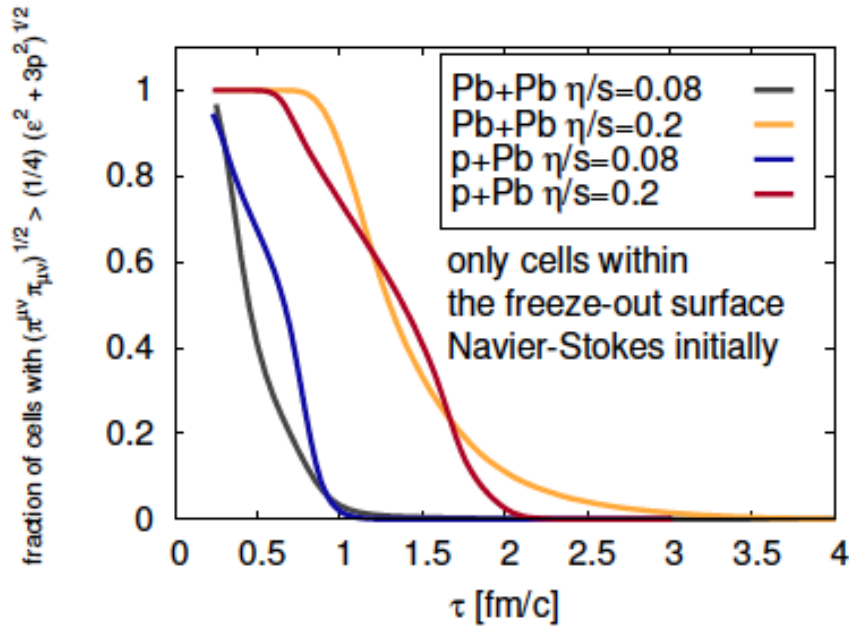 fraction of cells with (π^μν π_μν)^1/2 > (1/4) (ε^2 + 3p^2)^1/2
1
0.8
0.6
0.4
0.2
0
Pb+Pb η/s=0.08
Pb+Pb η/s=0.2
p+Pb η/s=0.08
p+Pb η/s=0.2
only cells within
the freeze-out surface
Navier-Stokes initially
0 0.5 1 1.5 2 2.5 3 3.5 4
τ [fm/c]